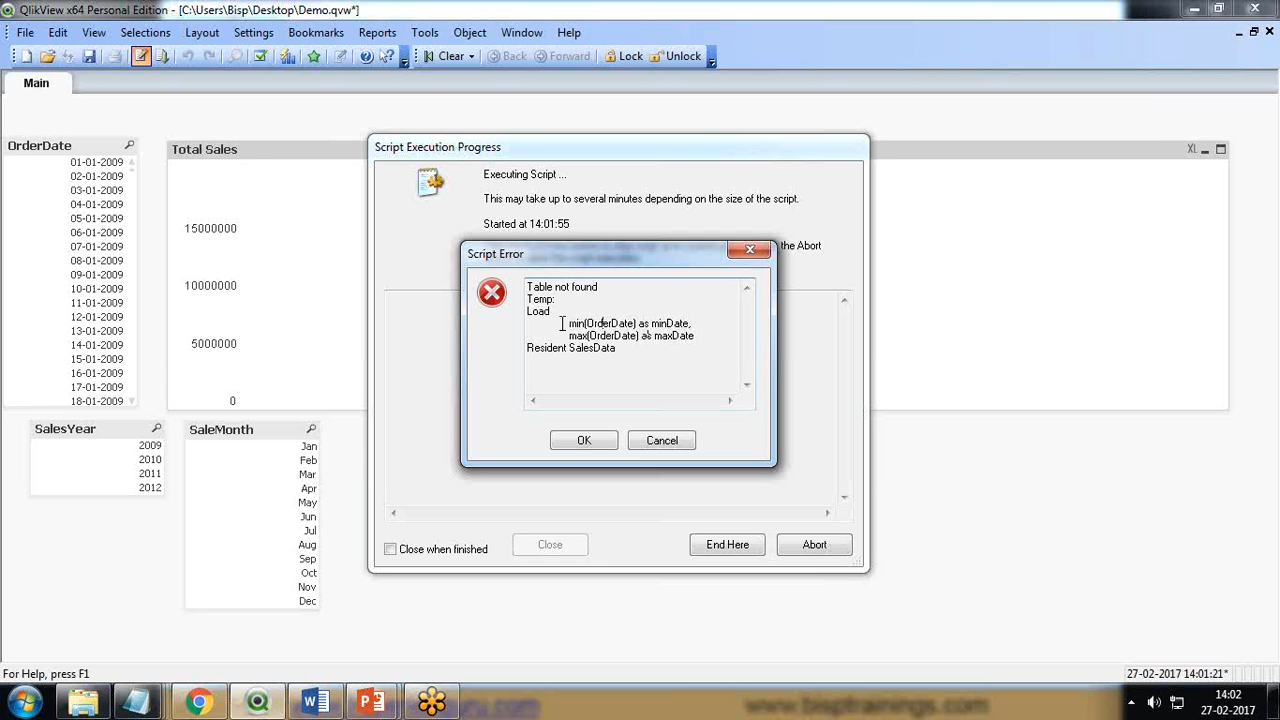 QlikView x64 Personal Edition - [C:\Users\Bisp\Desktop\Demo.qvw*]
File Edit View Selections Layout Settings Bookmarks Reports Tools Object Window Help
Clear Back Forward Lock Unlock
Main
OrderDate
01-01-2009
02-01-2009
03-01-2009
04-01-2009
05-01-2009
06-01-2009
07-01-2009
08-01-2009
09-01-2009
10-01-2009
11-01-2009
12-01-2009
13-01-2009
14-01-2009
15-01-2009
16-01-2009
17-01-2009
18-01-2009
Total Sales
XL
15000000
10000000
5000000
0
SalesYear
2009
2010
2011
2012
SaleMonth
Jan
Feb
Mar
Apr
May
Jun
Jul
Aug
Sep
Oct
Nov
Dec
Script Execution Progress
Executing Script ...
This may take up to several minutes depending on the size of the script.
Started at 14:01:55
the Abort
Script Error
Table not found
Temp:
Load
min(OrderDate) as minDate,
max(OrderDate) as maxDate
Resident SalesData
OK Cancel
Close when finished Close End Here Abort
For Help, press F1
27-02-2017 14:01:21*
www.bisptrainings.com
14:02
27-02-2017